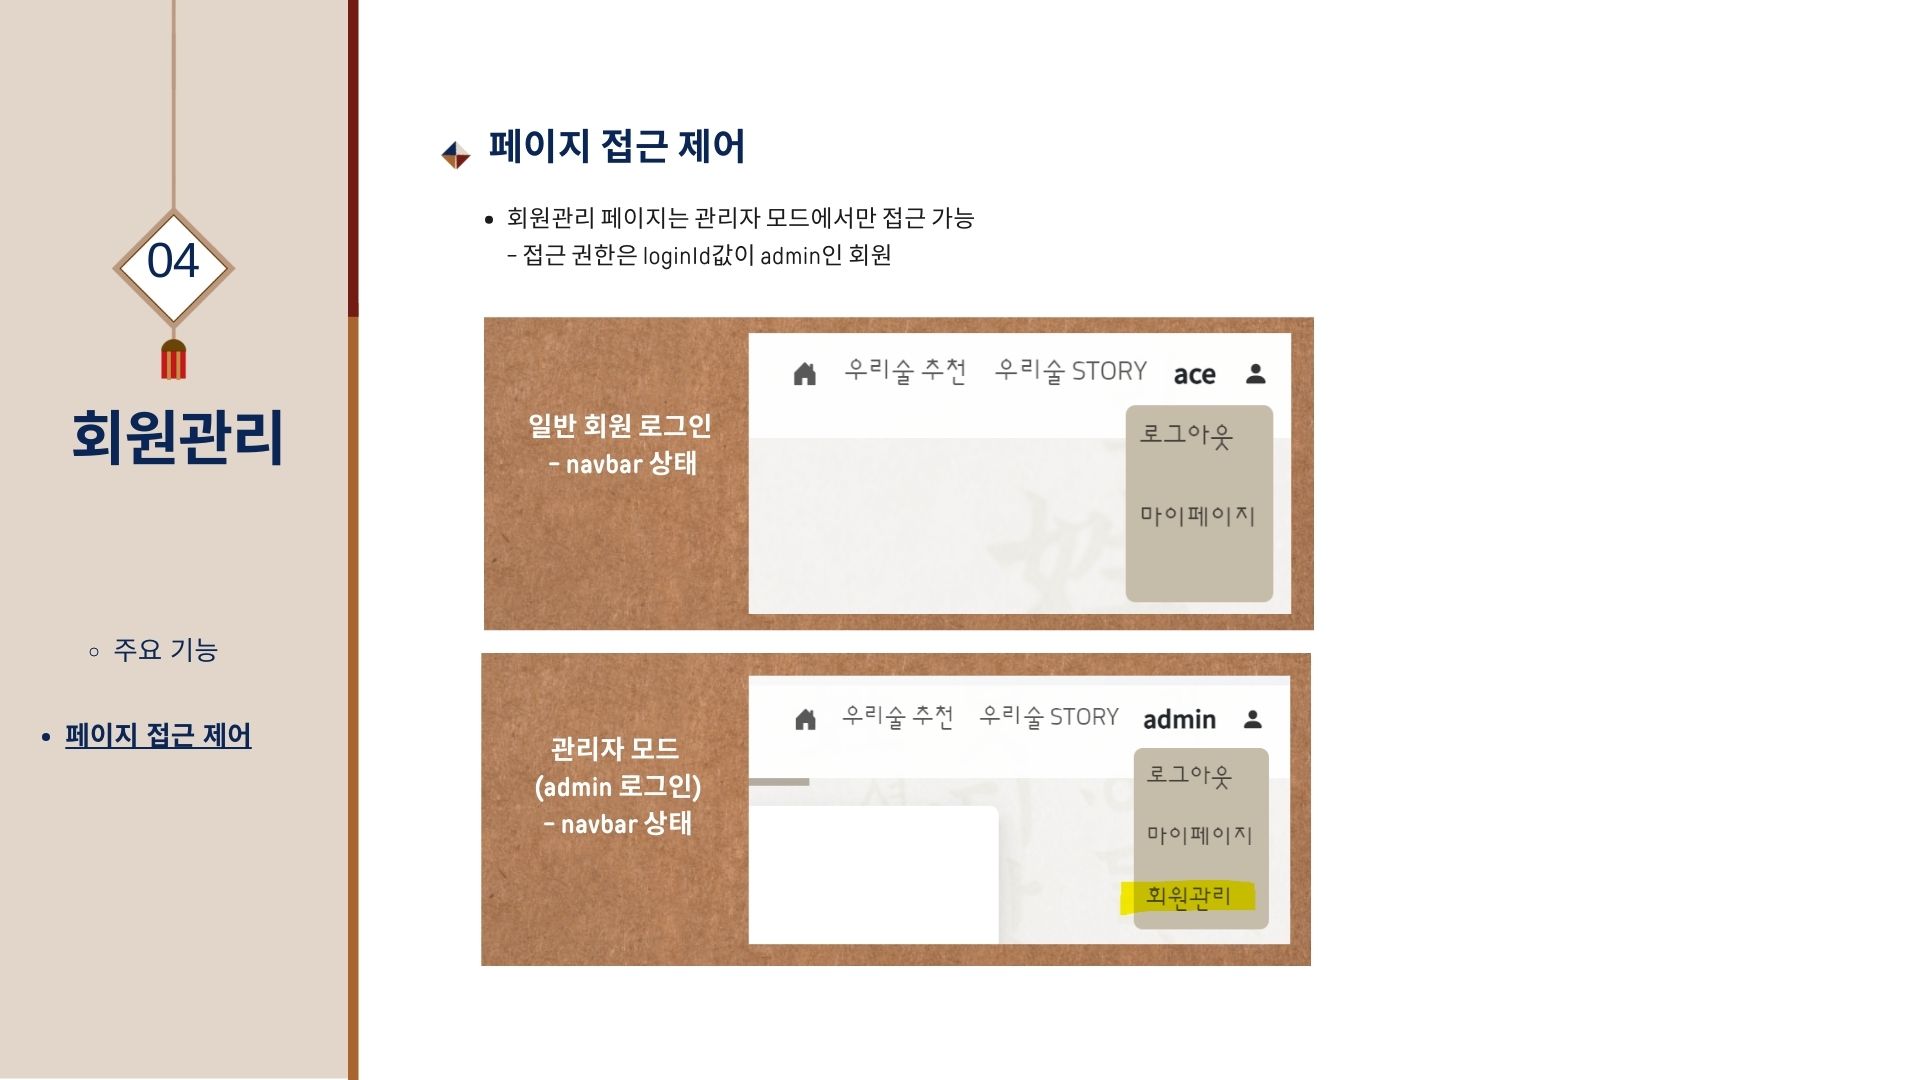 04
회원관리
주요 기능
페이지 접근 제어
페이지 접근 제어
회원관리 페이지는 관리자 모드에서만 접근 가능
- 접근 권한은 loginId값이 admin인 회원
일반 회원 로그인
- navbar 상태
우리술 추천 우리술 STORY ace
로그아웃
마이페이지
관리자 모드
(admin 로그인)
- navbar 상태
우리술 추천 우리술 STORY admin
로그아웃
마이페이지
회원관리